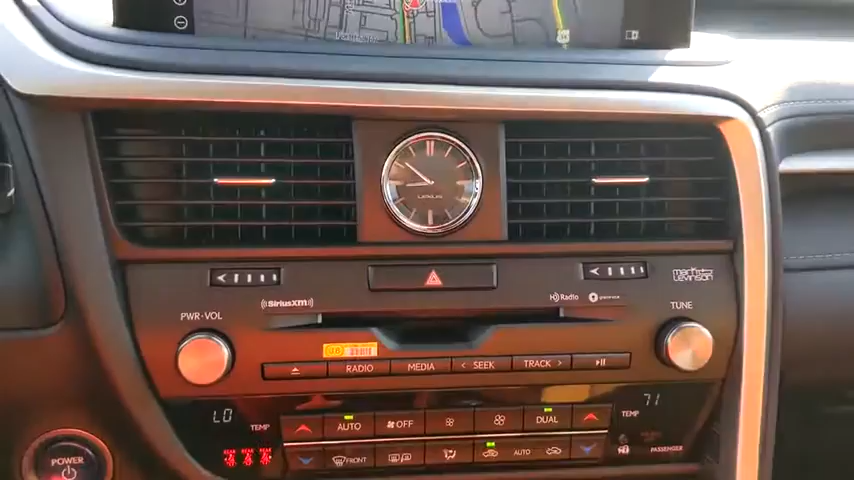 LEXUS
SiriusXM
HD Radio
gracenote
mark levinson
PWR·VOL
TUNE
RADIO
MEDIA
< SEEK
TRACK >
LO
TEMP
AUTO
OFF
DUAL
71
TEMP
FRONT
AUTO
PASSENGER
POWER